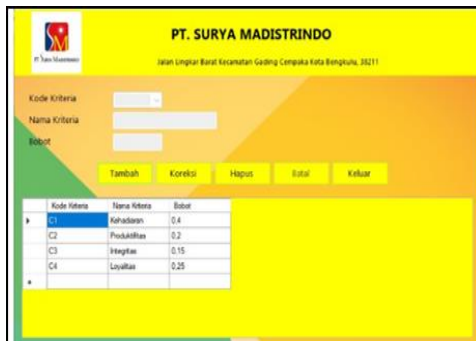 PT. SURYA MADISTRINDO
Jalan Lingkar Barat Kecamatan Gading Cempaka Kota Bengkulu, 38211
Kode Kriteria
Nama Kriteria
Bobot
Tambah Koreksi Hapus Batal Keluar
Kode Kriteria Nama Kriteria Bobot
C1 Kehadiaran 0,4
C2 Produktifitas 0.2
C3 Integritas 0.15
C4 Loyalitas 0,25